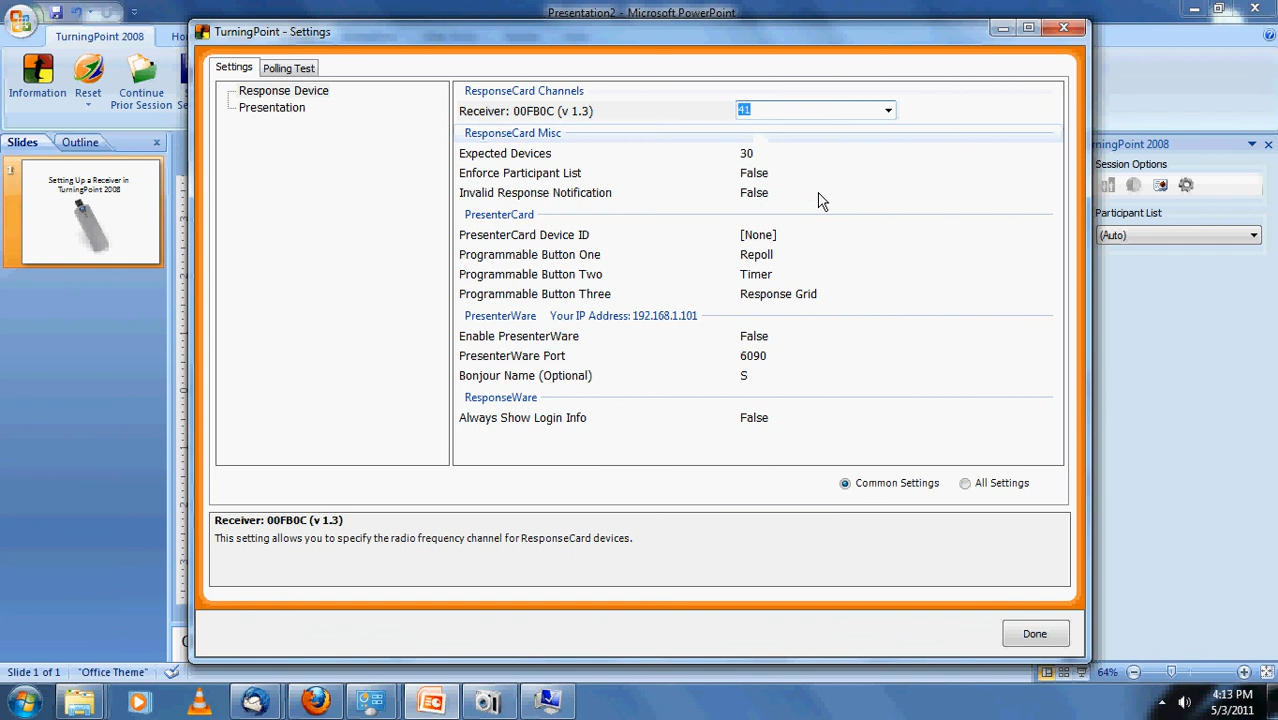 Presentation2 - Microsoft PowerPoint
TurningPoint 2008
Information
Reset
Continue
Prior Session
Slides
Outline
1
Setting Up a Receiver in
TurningPoint 2008
TurningPoint - Settings
Settings
Polling Test
Response Device
Presentation
ResponseCard Channels
Receiver: 00FB0C (v 1.3) 41
ResponseCard Misc
Expected Devices 30
Enforce Participant List False
Invalid Response Notification False
PresenterCard
PresenterCard Device ID [None]
Programmable Button One Repoll
Programmable Button Two Timer
Programmable Button Three Response Grid
PresenterWare Your IP Address: 192.168.1.101
Enable PresenterWare False
PresenterWare Port 6090
Bonjour Name (Optional) S
ResponseWare
Always Show Login Info False
Common Settings
All Settings
Receiver: 00FB0C (v 1.3)
This setting allows you to specify the radio frequency channel for ResponseCard devices.
Done
2008
Session Options
Participant List
(Auto)
Slide 1 of 1
"Office Theme"
64%
4:13 PM
5/3/2011